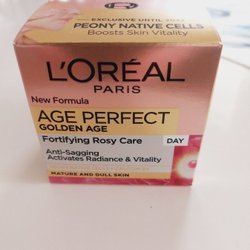 EXCLUSIVE UNTIL
PEONY NATIVE CELLS
Boosts Skin Vitality
L'ORÉAL
PARIS
New Formula
AGE PERFECT
GOLDEN AGE
Fortifying Rosy Care
DAY
Anti-Sagging
Activates Radiance & Vitality
MATURE AND DULL SKIN